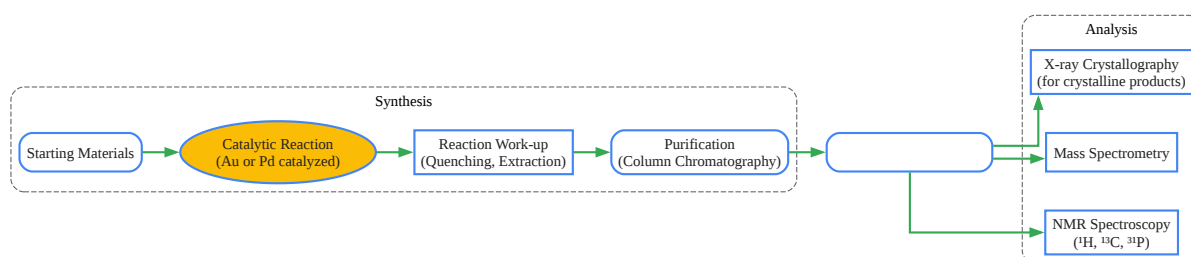 Synthesis
Starting Materials
Catalytic Reaction
(Au or Pd catalyzed)
Reaction Work-up
(Quenching, Extraction)
Purification
(Column Chromatography)
Analysis
X-ray Crystallography
(for crystalline products)
Mass Spectrometry
NMR Spectroscopy
(¹H, ¹³C, ³¹P)